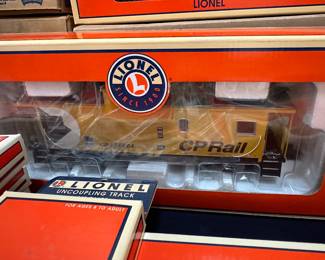 LIONEL
LIONEL
SINCE 1900
CP Rail
LIONEL
UNCOUPLING TRACK
FOR AGES 8 TO ADULT